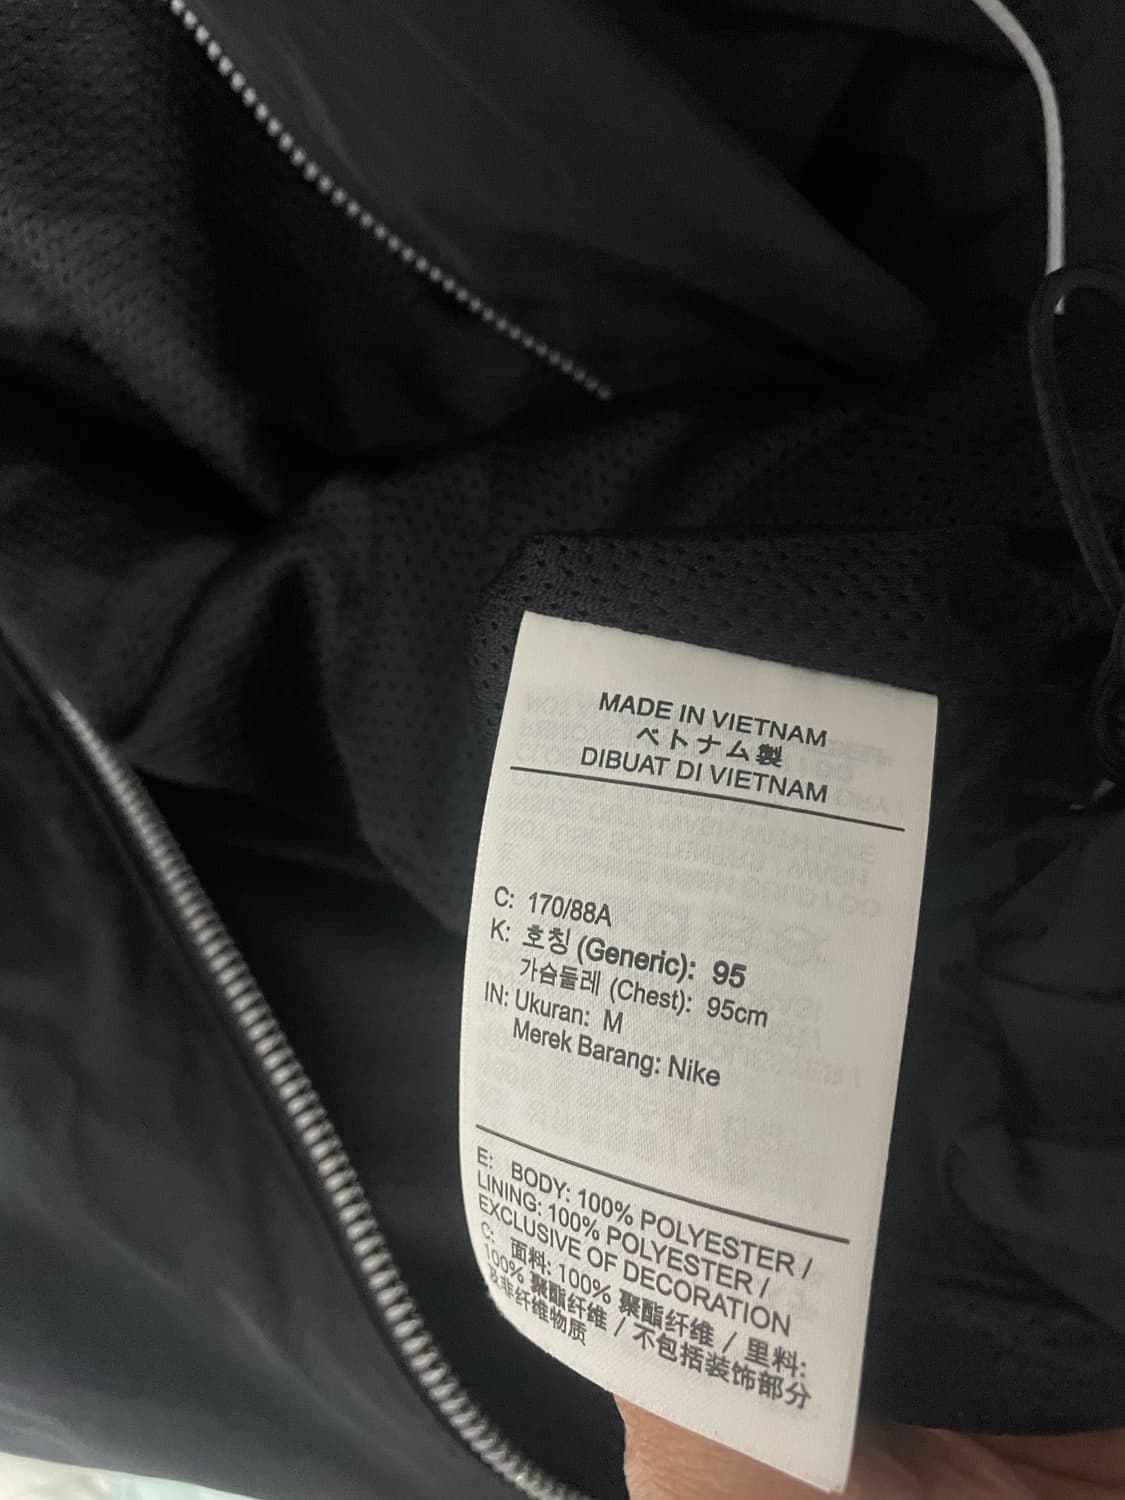 MADE IN VIETNAM
ベトナム製
DIBUAT DI VIETNAM
C: 170/88A
K: 호칭 (Generic): 95
가슴둘레 (Chest): 95cm
IN: Ukuran: M
Merek Barang: Nike
E: BODY: 100% POLYESTER /
LINING: 100% POLYESTER /
EXCLUSIVE OF DECORATION
C: 面料: 100% 聚酯纤维 / 里料:
100% 聚酯纤维 / 不包括装饰部分
及非纤维物质